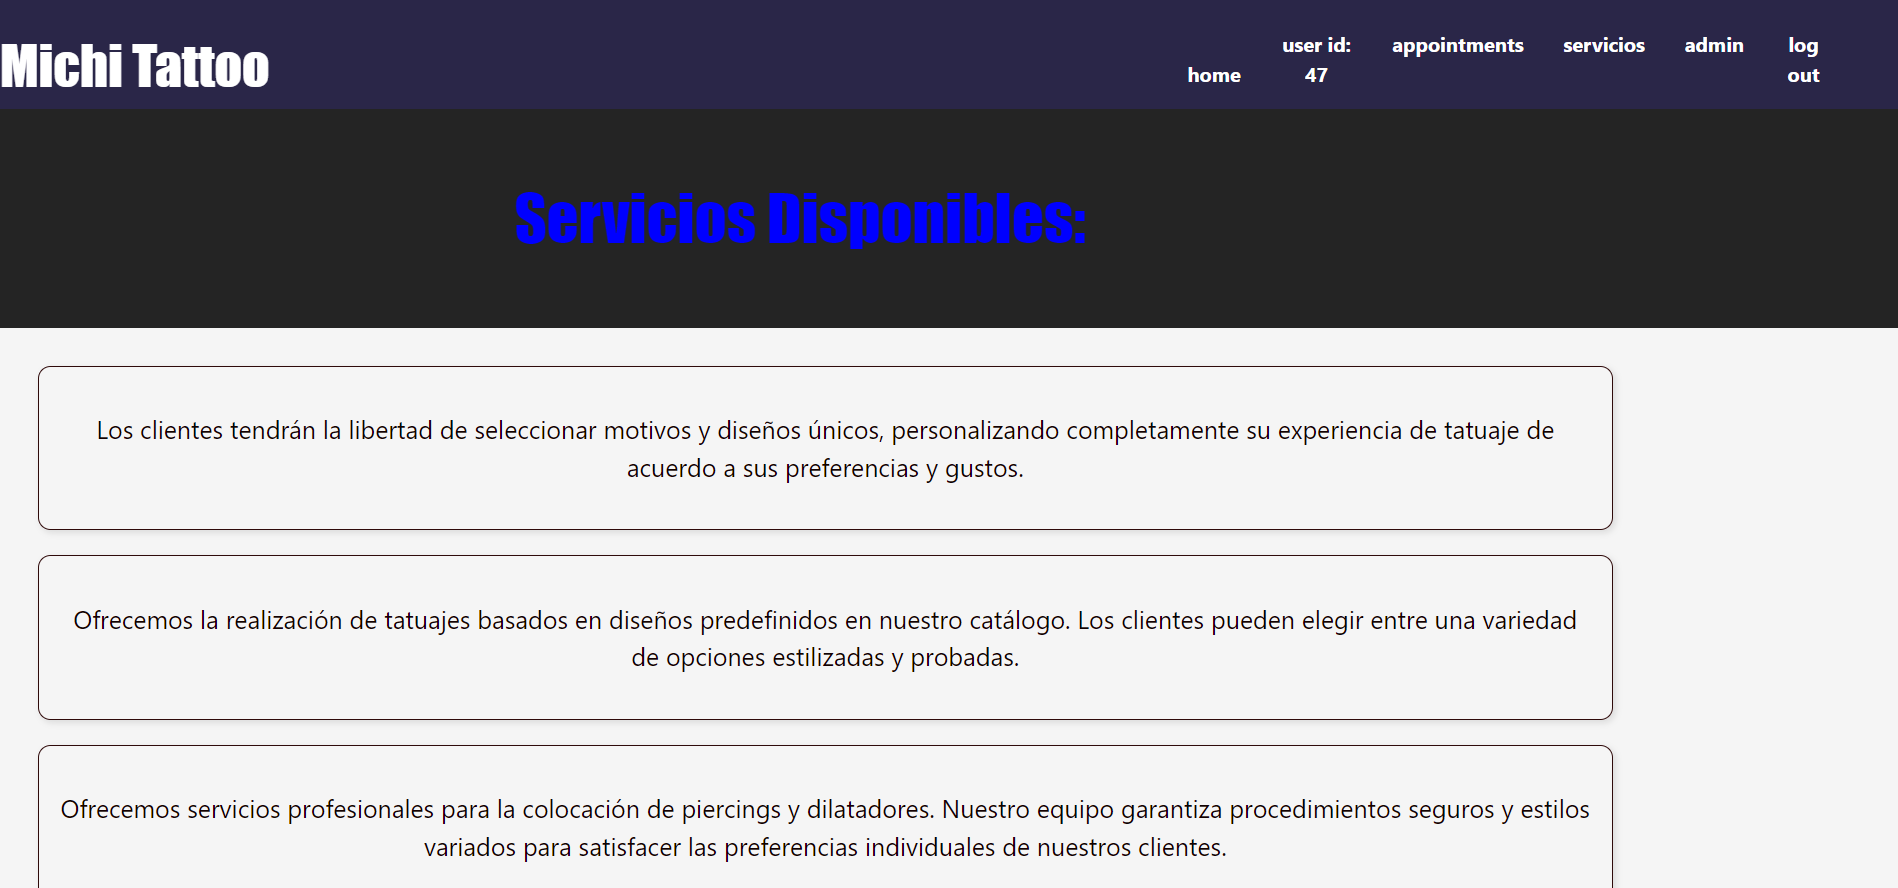 Michi Tattoo
home
user id:
47
appointments
servicios
admin
log
out
Servicios Disponibles:
Los clientes tendrán la libertad de seleccionar motivos y diseños únicos, personalizando completamente su experiencia de tatuaje de
acuerdo a sus preferencias y gustos.
Ofrecemos la realización de tatuajes basados en diseños predefinidos en nuestro catálogo. Los clientes pueden elegir entre una variedad
de opciones estilizadas y probadas.
Ofrecemos servicios profesionales para la colocación de piercings y dilatadores. Nuestro equipo garantiza procedimientos seguros y estilos
variados para satisfacer las preferencias individuales de nuestros clientes.